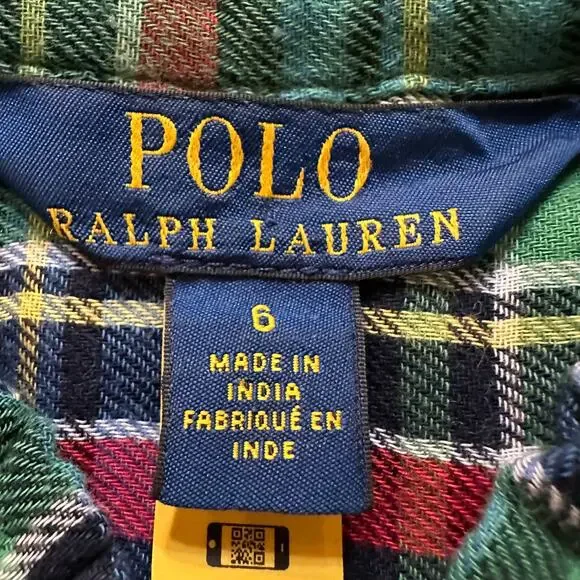 POLO
RALPH LAUREN
6
MADE IN
INDIA
FABRIQUÉ EN
INDE